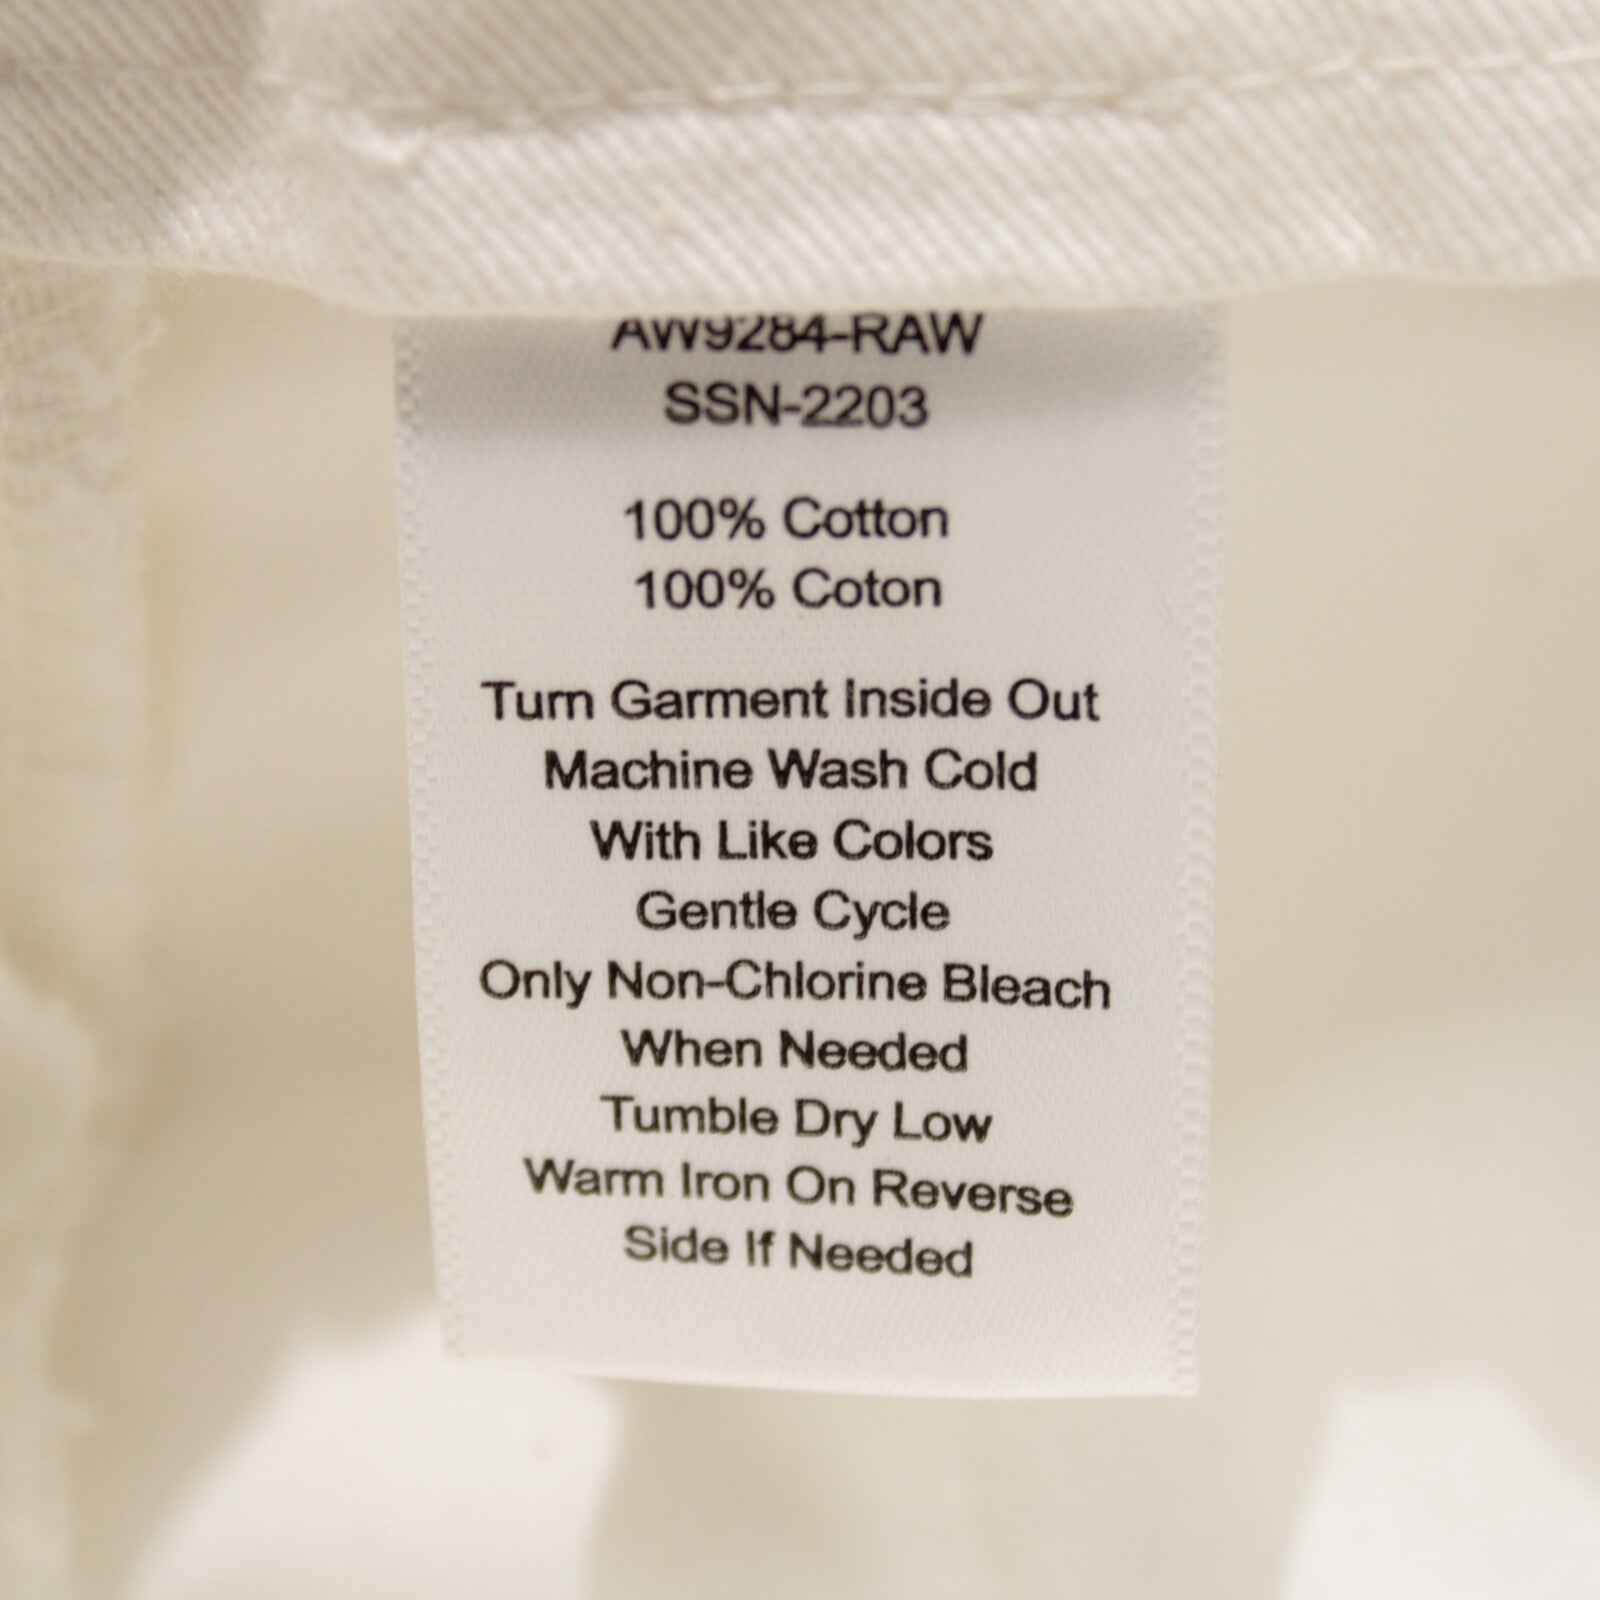 AW9284-RAW
SSN-2203
100% Cotton
100% Coton
Turn Garment Inside Out
Machine Wash Cold
With Like Colors
Gentle Cycle
Only Non-Chlorine Bleach
When Needed
Tumble Dry Low
Warm Iron On Reverse
Side If Needed